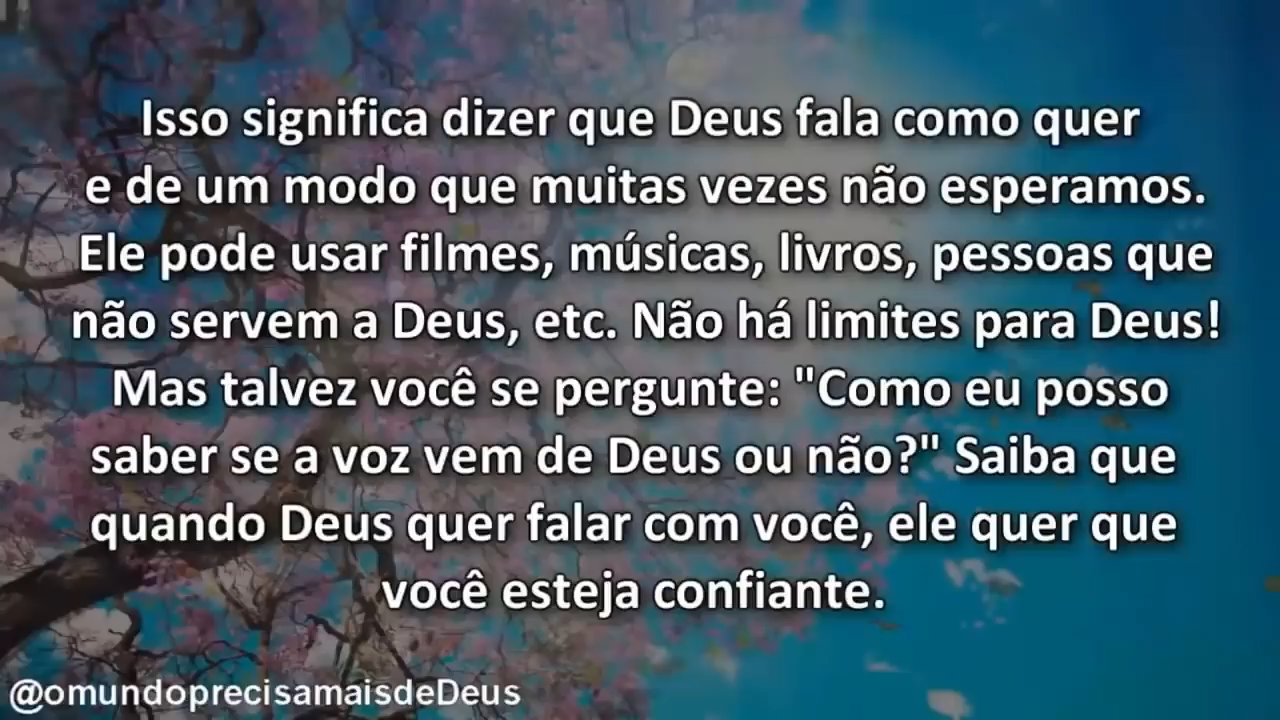 Isso significa dizer que Deus fala como quer
e de um modo que muitas vezes não esperamos.
Ele pode usar filmes, músicas, livros, pessoas que
não servem a Deus, etc. Não há limites para Deus!
Mas talvez você se pergunte: "Como eu posso
saber se a voz vem de Deus ou não?" Saiba que
quando Deus quer falar com você, ele quer que
você esteja confiante.
@omundoprecisamaisdeDeus